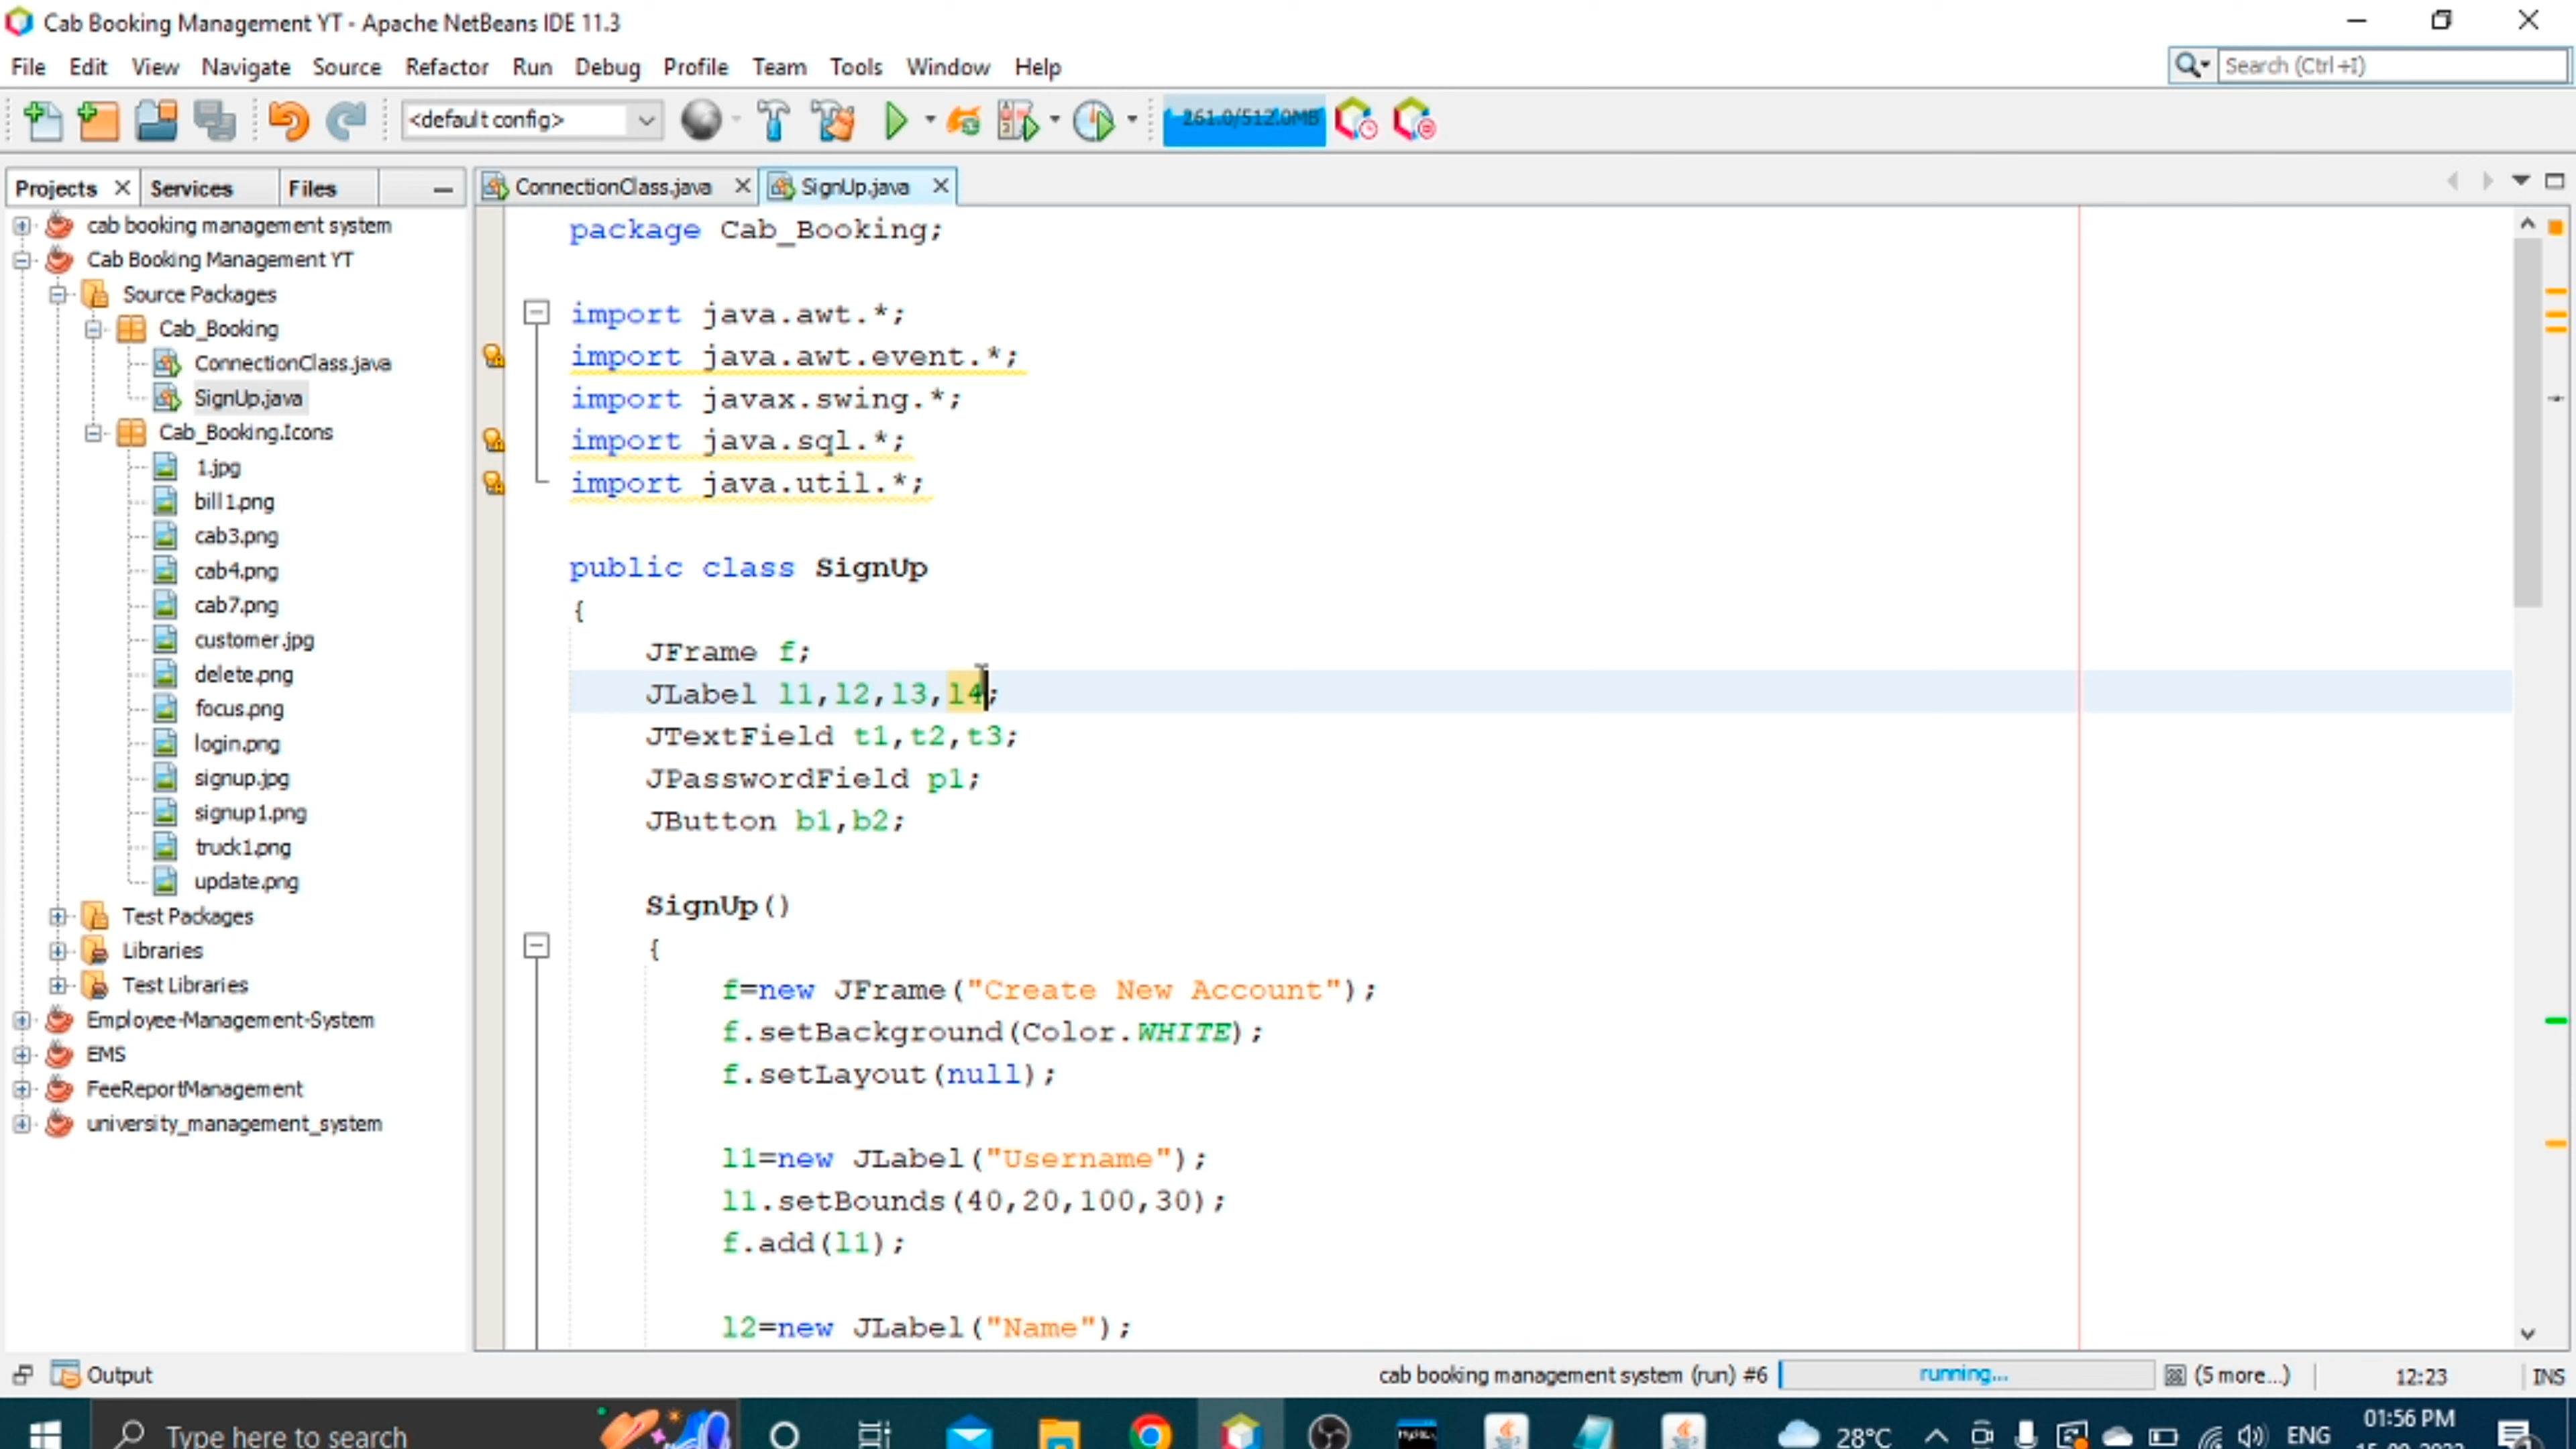 Cab Booking Management YT - Apache NetBeans IDE 11.3
File Edit View Navigate Source Refactor Run Debug Profile Team Tools Window Help
Search (Ctrl+I)
<default config>
261.0/512.0MB
Projects Services Files
ConnectionClass.java SignUp.java
cab booking management system
Cab Booking Management YT
Source Packages
Cab_Booking
ConnectionClass.java
SignUp.java
Cab_Booking.Icons
1.jpg
bill1.png
cab3.png
cab4.png
cab7.png
customer.jpg
delete.png
focus.png
login.png
signup.jpg
signup1.png
truck1.png
update.png
Test Packages
Libraries
Test Libraries
Employee-Management-System
EMS
FeeReportManagement
university_management_system
package Cab_Booking;
import java.awt.*;
import java.awt.event.*;
import javax.swing.*;
import java.sql.*;
import java.util.*;
public class SignUp
{
JFrame f;
JLabel l1,l2,l3,l4;
JTextField t1,t2,t3;
JPasswordField p1;
JButton b1,b2;
SignUp()
{
f=new JFrame("Create New Account");
f.setBackground(Color.WHITE);
f.setLayout(null);
l1=new JLabel("Username");
l1.setBounds(40,20,100,30);
f.add(l1);
l2=new JLabel("Name");
Output
cab booking management system (run) #6 running... (5 more...) 12:23 INS
Type here to search
28°C ENG 01:56 PM